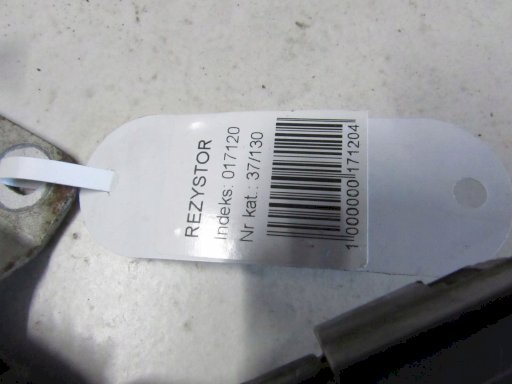 REZYSTOR
Indeks: 017120
Nr kat.: 37/130
1000000171204